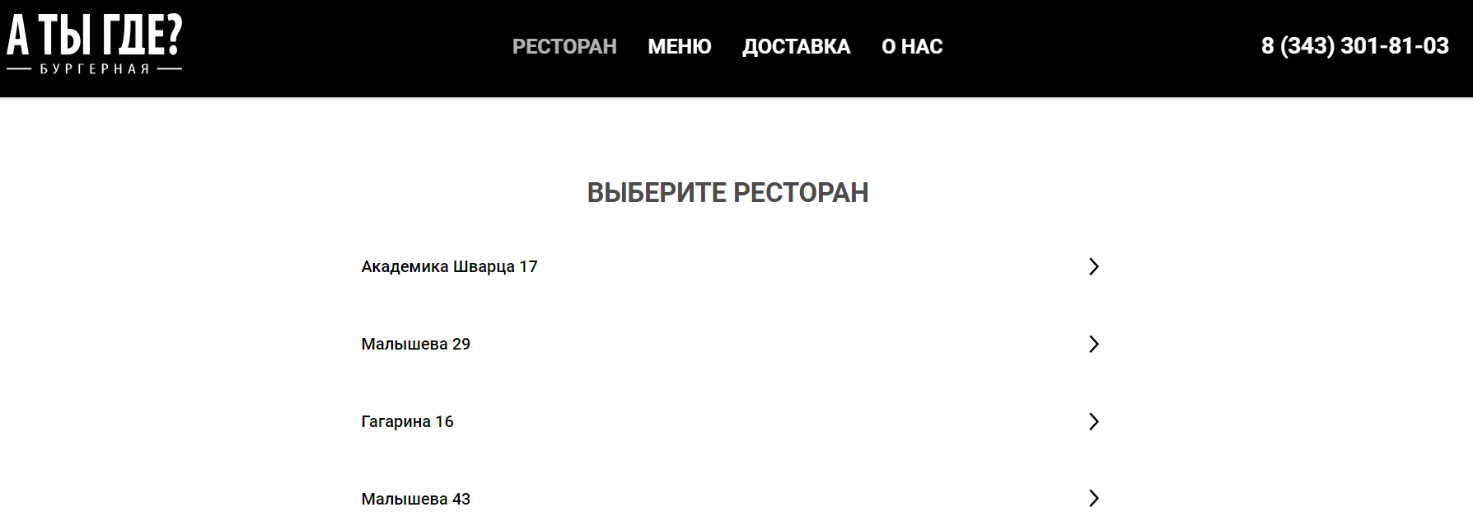 А ТЫ ГДЕ?
БУРГЕРНАЯ
РЕСТОРАН МЕНЮ ДОСТАВКА О НАС
8 (343) 301-81-03
ВЫБЕРИТЕ РЕСТОРАН
Академика Шварца 17
Малышева 29
Гагарина 16
Малышева 43